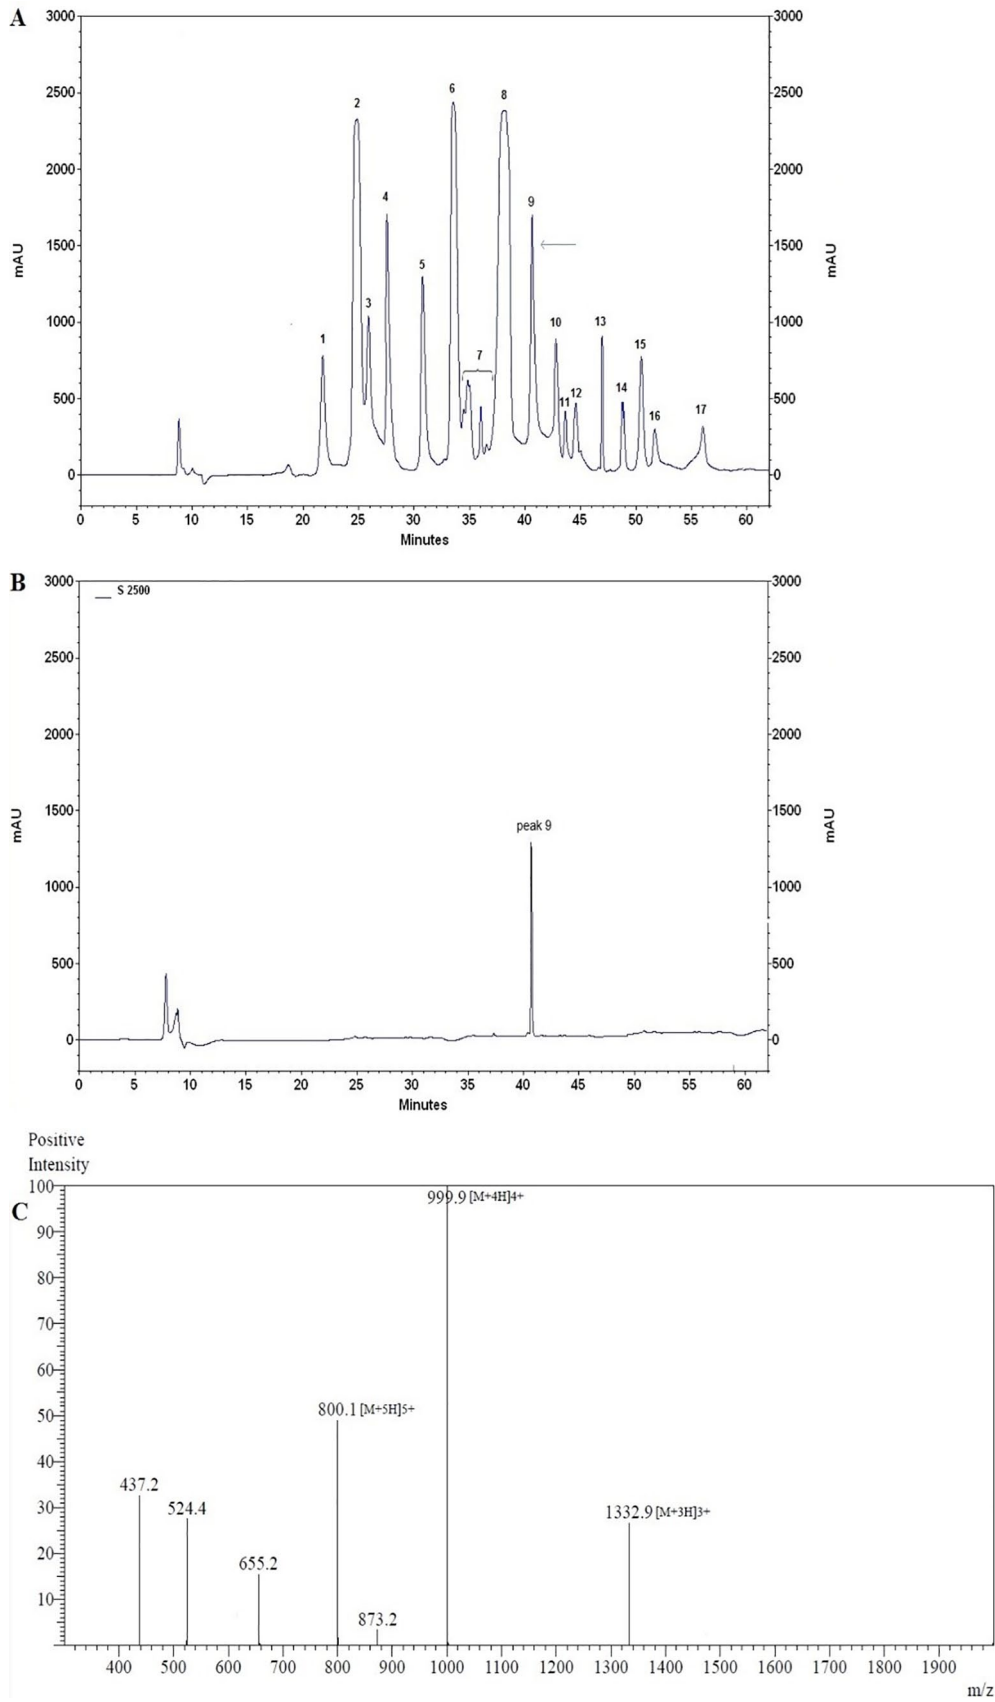 A
3000
3000
2500
2500
2000
2000
1500
1500
1000
1000
500
500
0
0
mAU
mAU
1
2
3
4
5
6
7
8
9
10
11
12
13
14
15
16
17
0 5 10 15 20 25 30 35 40 45 50 55 60
Minutes
B
S 2500
3000
3000
2500
2500
2000
2000
1500
1500
1000
1000
500
500
0
0
mAU
mAU
peak 9
0 5 10 15 20 25 30 35 40 45 50 55 60
Minutes
Positive
Intensity
C
100
90
80
70
60
50
40
30
20
10
999.9 [M+4H]4+
800.1 [M+5H]5+
437.2
524.4
1332.9 [M+3H]3+
655.2
873.2
400 500 600 700 800 900 1000 1100 1200 1300 1400 1500 1600 1700 1800 1900
m/z